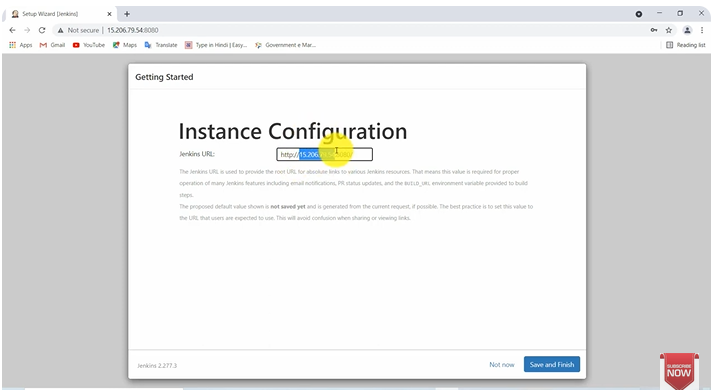 Setup Wizard [Jenkins]
Not secure | 15.206.79.54:8080
Apps Gmail YouTube Maps Translate Type in Hindi | Easy... Government e Mar... Reading list
Getting Started
Instance Configuration
Jenkins URL: http://15.206.79.54:8080/
The Jenkins URL is used to provide the root URL for absolute links to various Jenkins resources. That means this value is required for proper
operation of many Jenkins features including email notifications, PR status updates, and the BUILD_URL environment variable provided to build
steps.
The proposed default value shown is not saved yet and is generated from the current request, if possible. The best practice is to set this value to
the URL that users are expected to use. This will avoid confusion when sharing or viewing links.
Jenkins 2.277.3 Not now Save and Finish
SUBSCRIBE
NOW